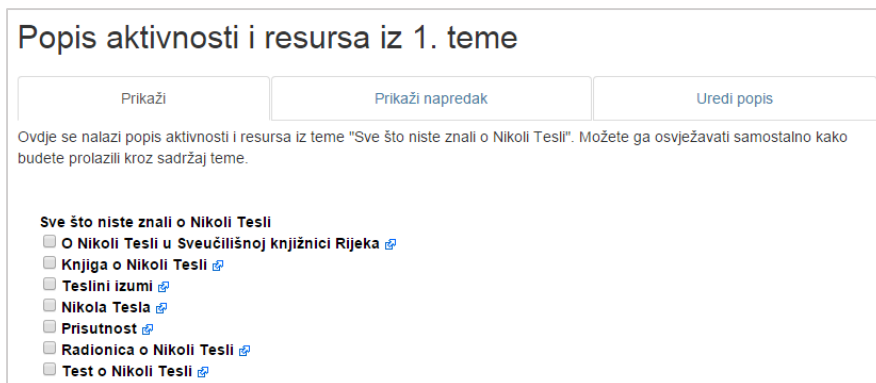 Popis aktivnosti i resursa iz 1. teme
Prikaži
Prikaži napredak
Uredi popis
Ovdje se nalazi popis aktivnosti i resursa iz teme "Sve što niste znali o Nikoli Tesli". Možete ga osvježavati samostalno kako
budete prolazili kroz sadržaj teme.
Sve što niste znali o Nikoli Tesli
O Nikoli Tesli u Sveučilišnoj knjižnici Rijeka
Knjiga o Nikoli Tesli
Teslini izumi
Nikola Tesla
Prisutnost
Radionica o Nikoli Tesli
Test o Nikoli Tesli